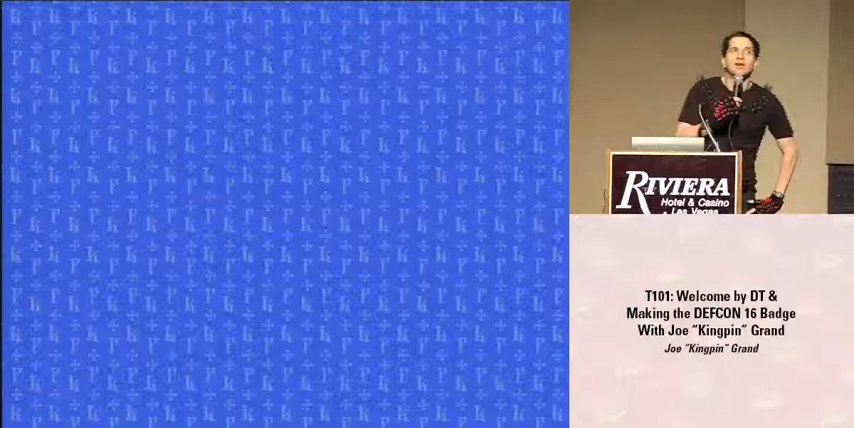 RIVIERA
Hotel & Casino
Las Vegas
T101: Welcome by DT &
Making the DEFCON 16 Badge
With Joe “Kingpin” Grand
Joe “Kingpin” Grand